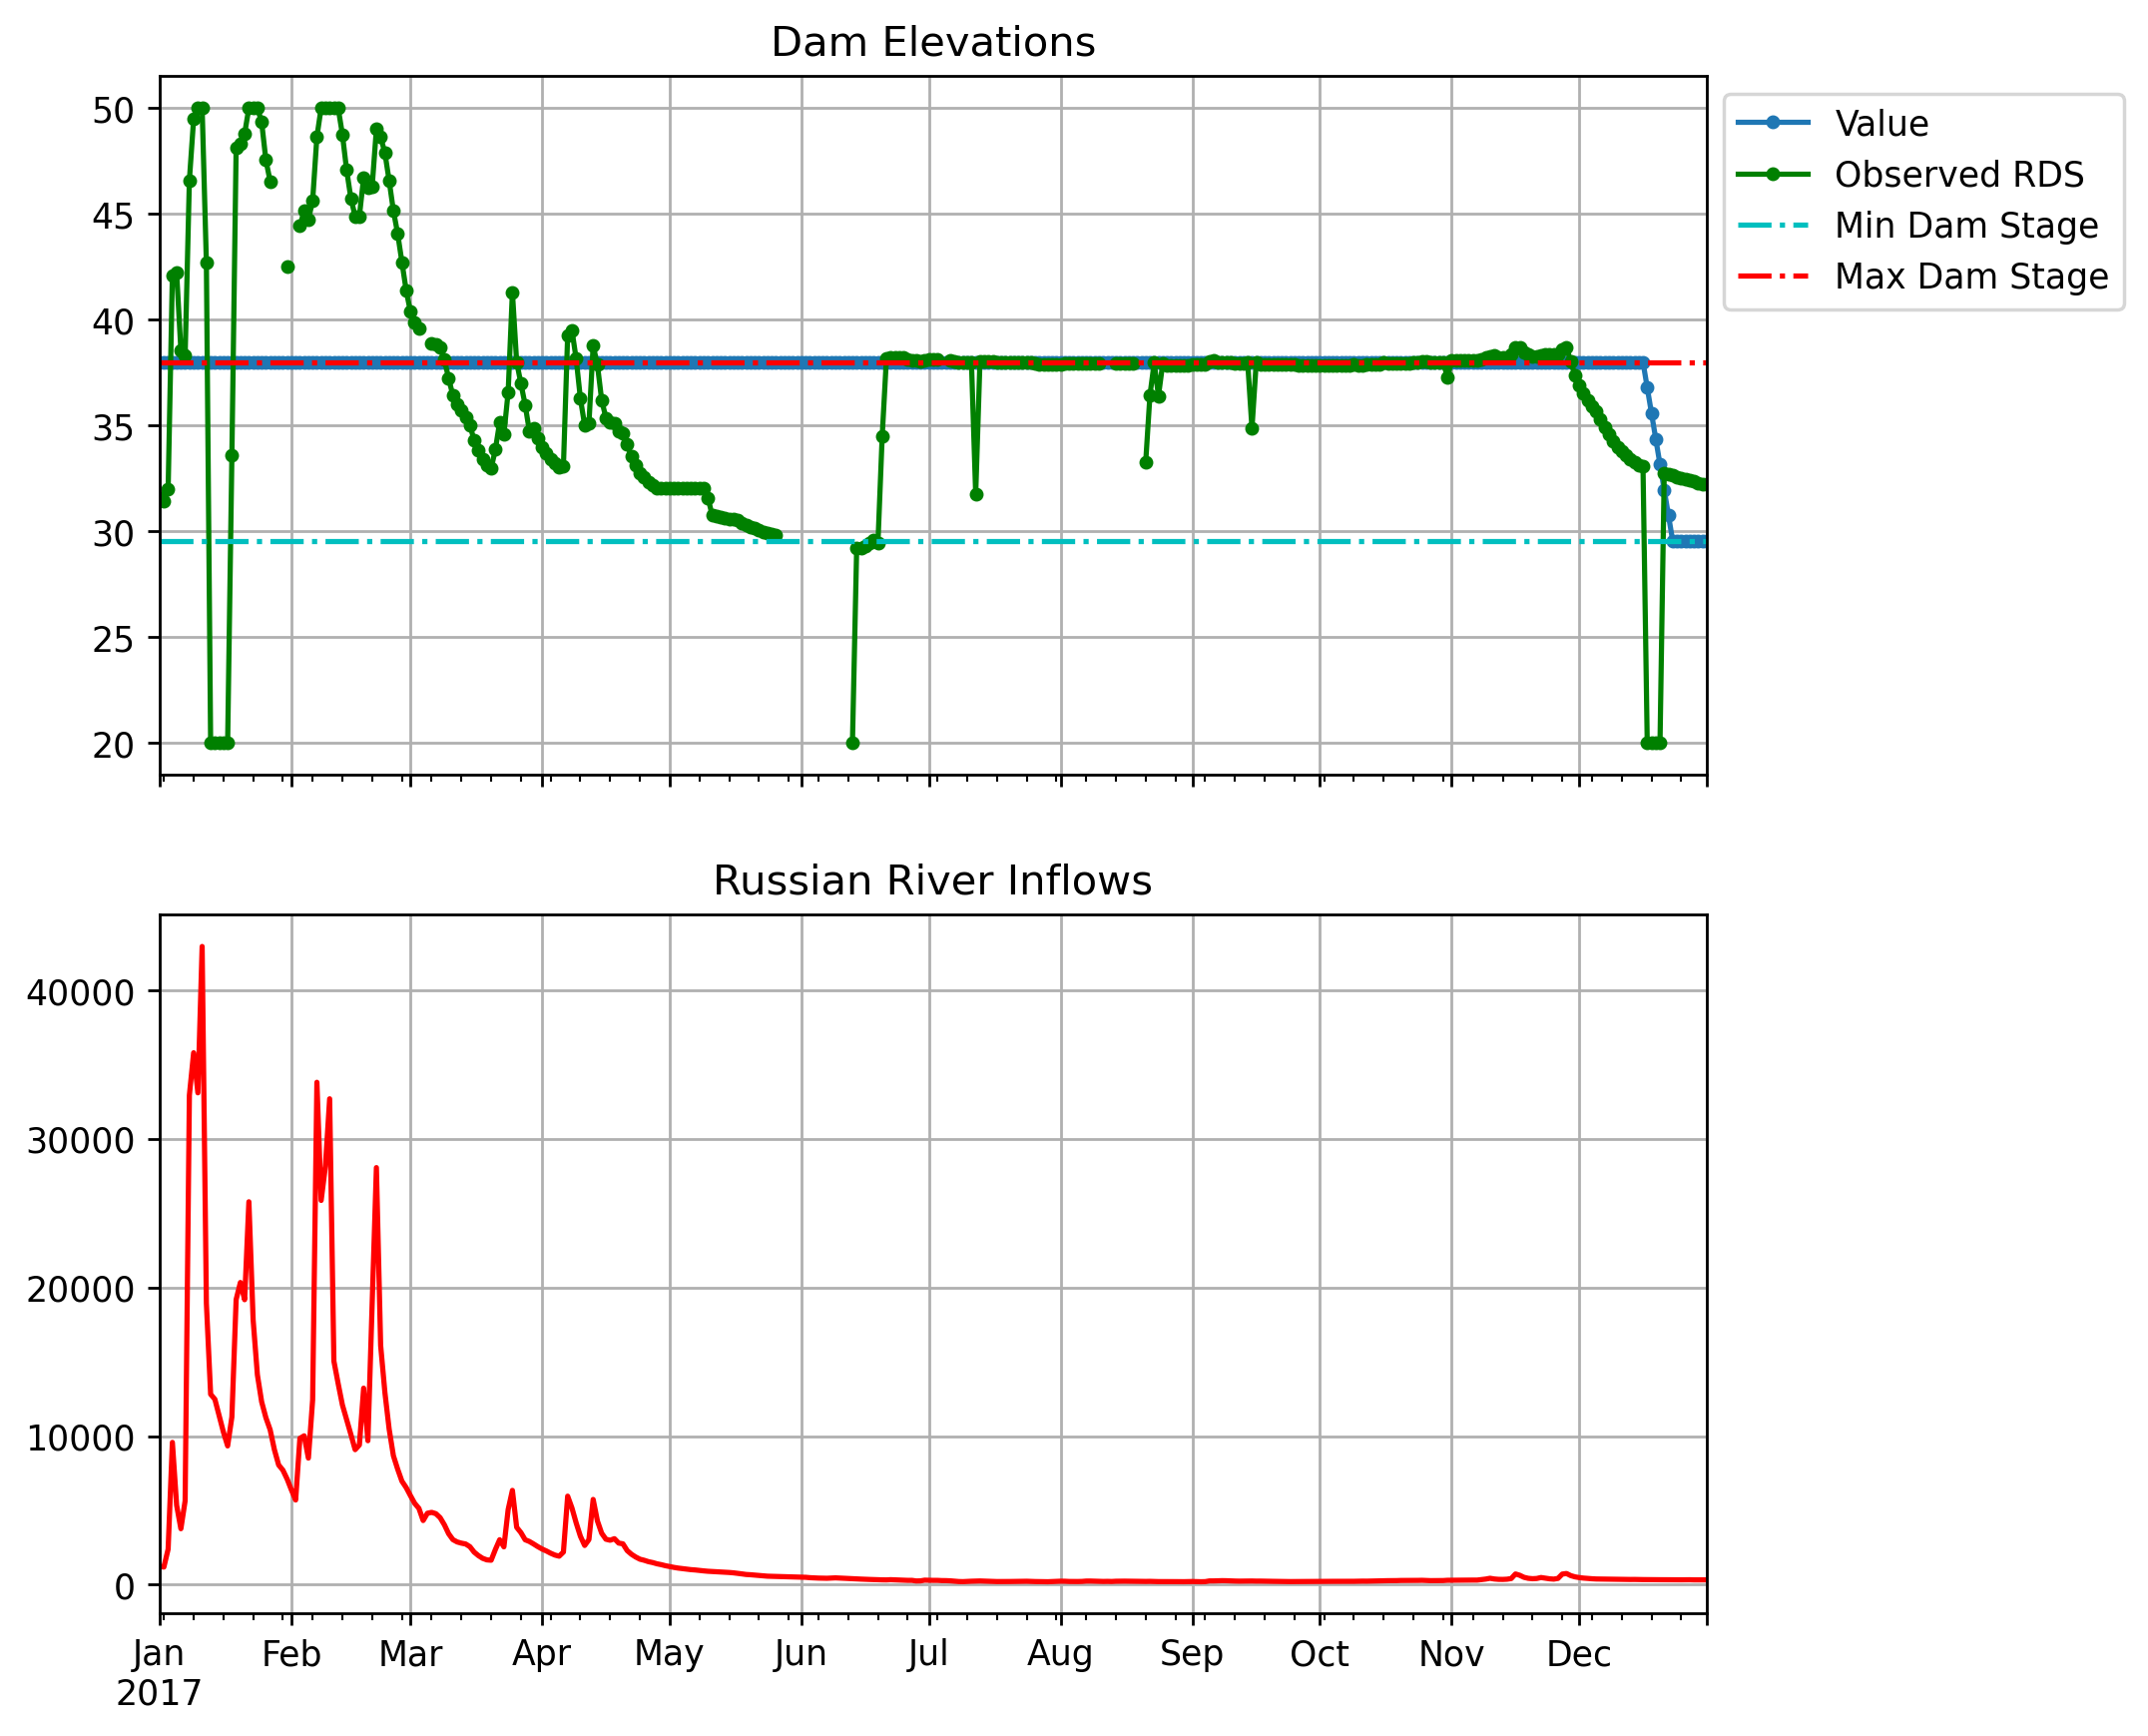 Dam Elevations
50
45
40
35
30
25
20
Value
Observed RDS
Min Dam Stage
Max Dam Stage
Russian River Inflows
40000
30000
20000
10000
0
Jan Feb Mar Apr May Jun Jul Aug Sep Oct Nov Dec
2017